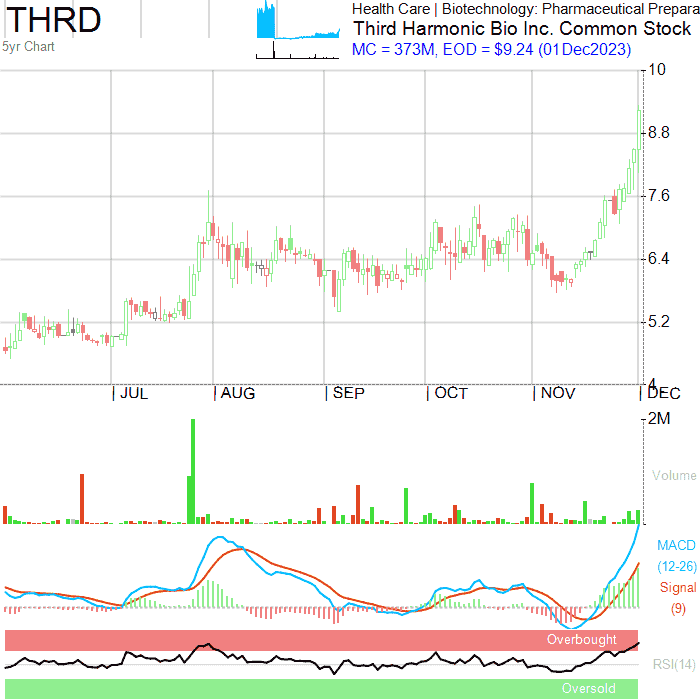 THRD
5yr Chart
Health Care | Biotechnology: Pharmaceutical Prepara
Third Harmonic Bio Inc. Common Stock
MC = 373M, EOD = $9.24 (01Dec2023)
10
8.8
7.6
6.4
5.2
4
JUL
AUG
SEP
OCT
NOV
DEC
2M
Volume
MACD
(12-26)
Signal
(9)
Overbought
RSI(14)
Oversold